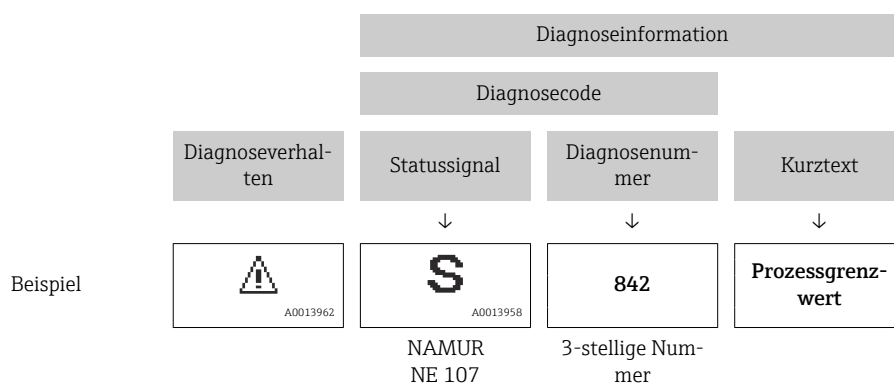 Diagnoseinformation
Diagnosecode
Diagnoseverhal-
ten
Statussignal
Diagnosenum-
mer
Kurztext
↓ ↓ ↓
Beispiel
A0013962
S
A0013958
842
Prozessgrenz-
wert
NAMUR
NE 107
3-stellige Num-
mer